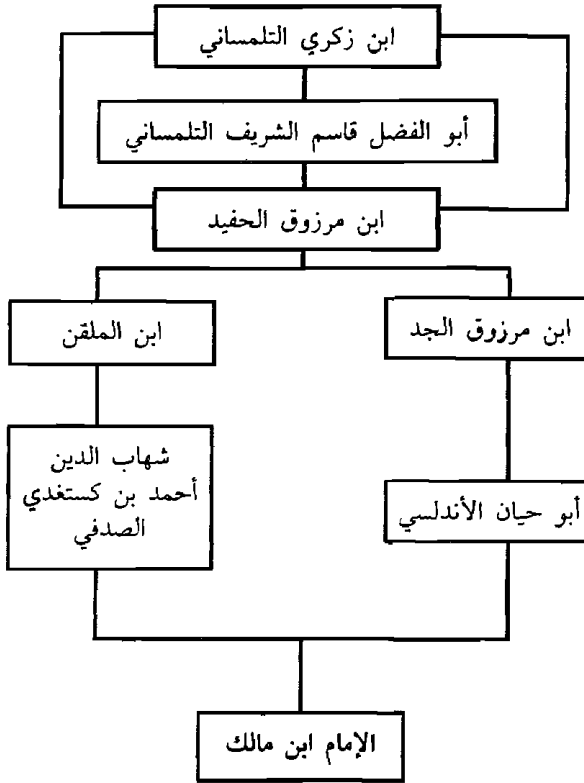 ابن زكري التلمساني
أبو الفضل قاسم الشريف التلمساني
ابن مرزوق الحفيد
ابن مرزوق الجد
ابن الملقن
شهاب الدين
أحمد بن كستغدي
الصدفي
أبو حيان الأندلسي
الإمام ابن مالك